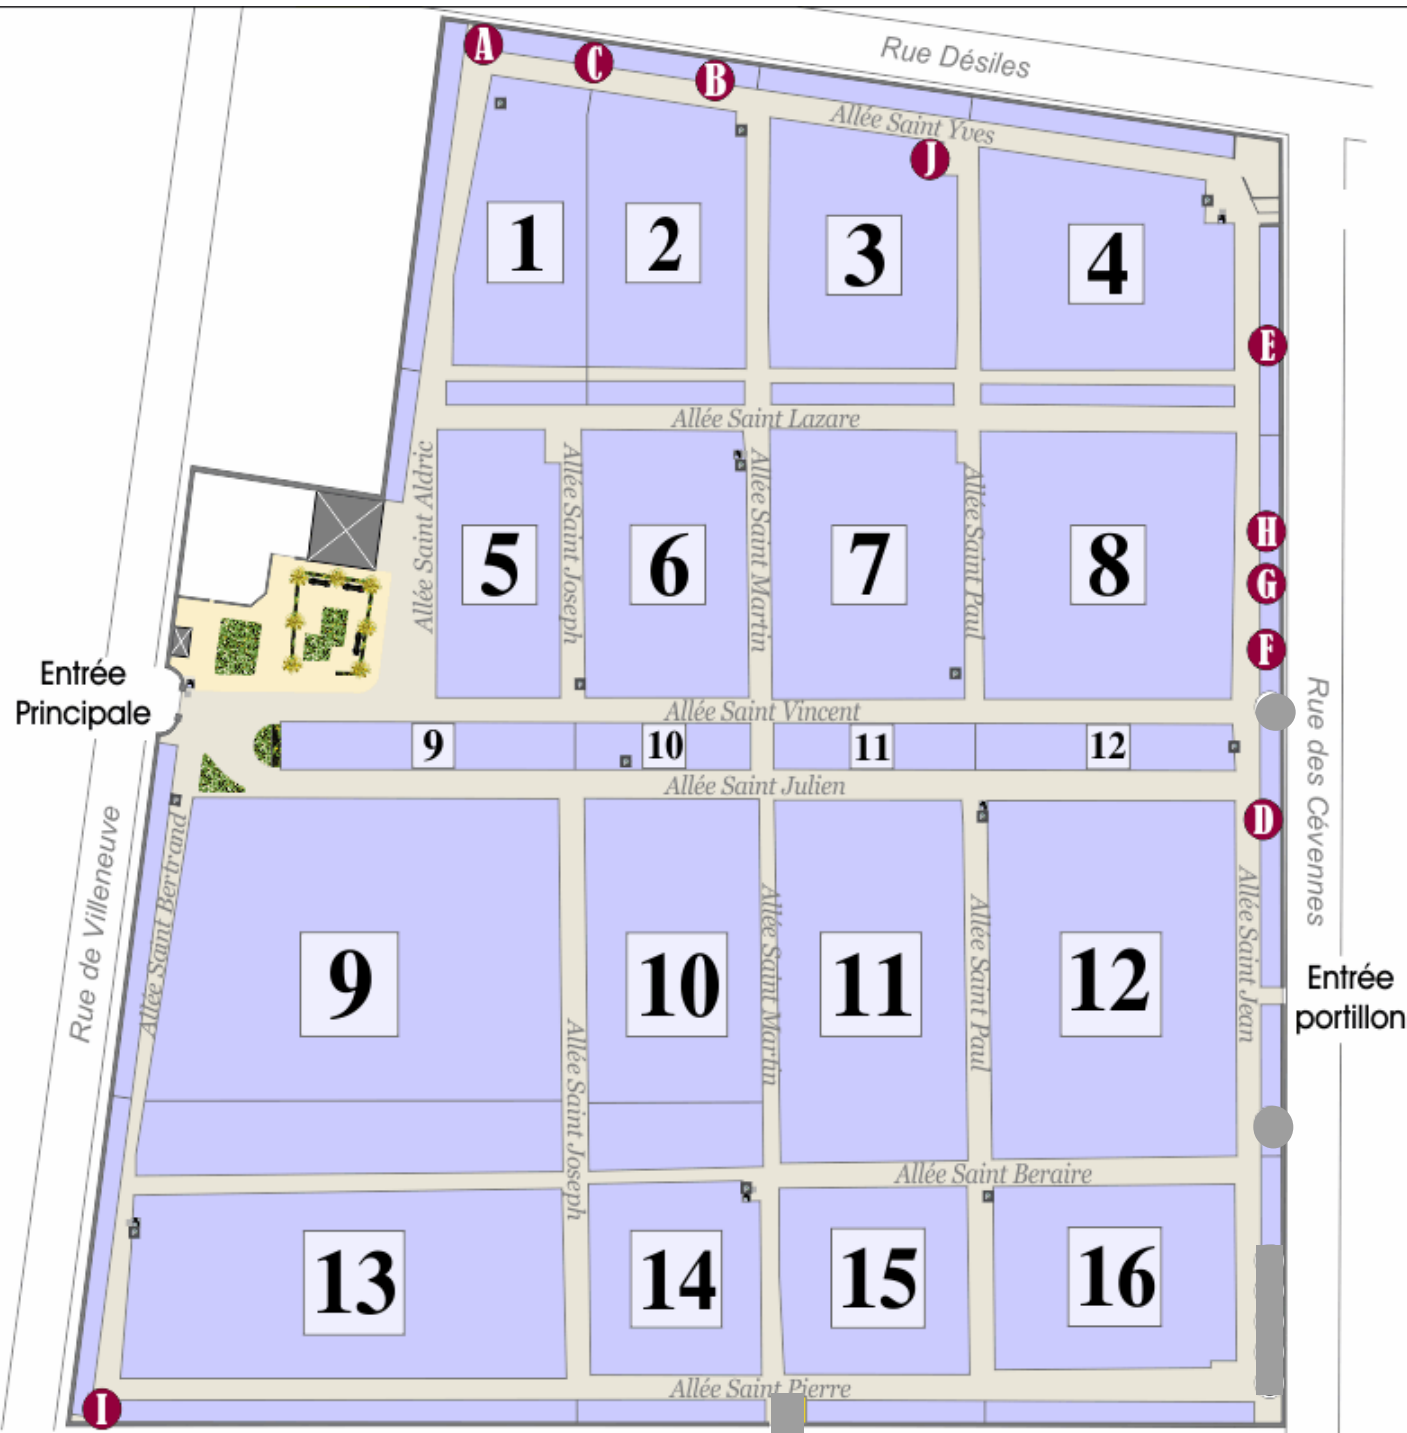 Rue Désiles
A
C
B
Allée Saint Yves
J
1
2
3
4
E
Allée Saint Lazare
Allée Saint Aldric
Allée Saint Joseph
Allée Saint Martin
Allée Saint Paul
5
6
7
8
H
G
F
Entrée
Principale
Allée Saint Vincent
9
10
11
12
Allée Saint Julien
Rue des Cévennes
D
Rue de Villeneuve
Allée Saint Bertrand
9
10
11
12
Allée Saint Martin
Allée Saint Paul
Allée Saint Jean
Entrée
portillon
Allée Saint Joseph
Allée Saint Beraire
13
14
15
16
Allée Saint Pierre
I